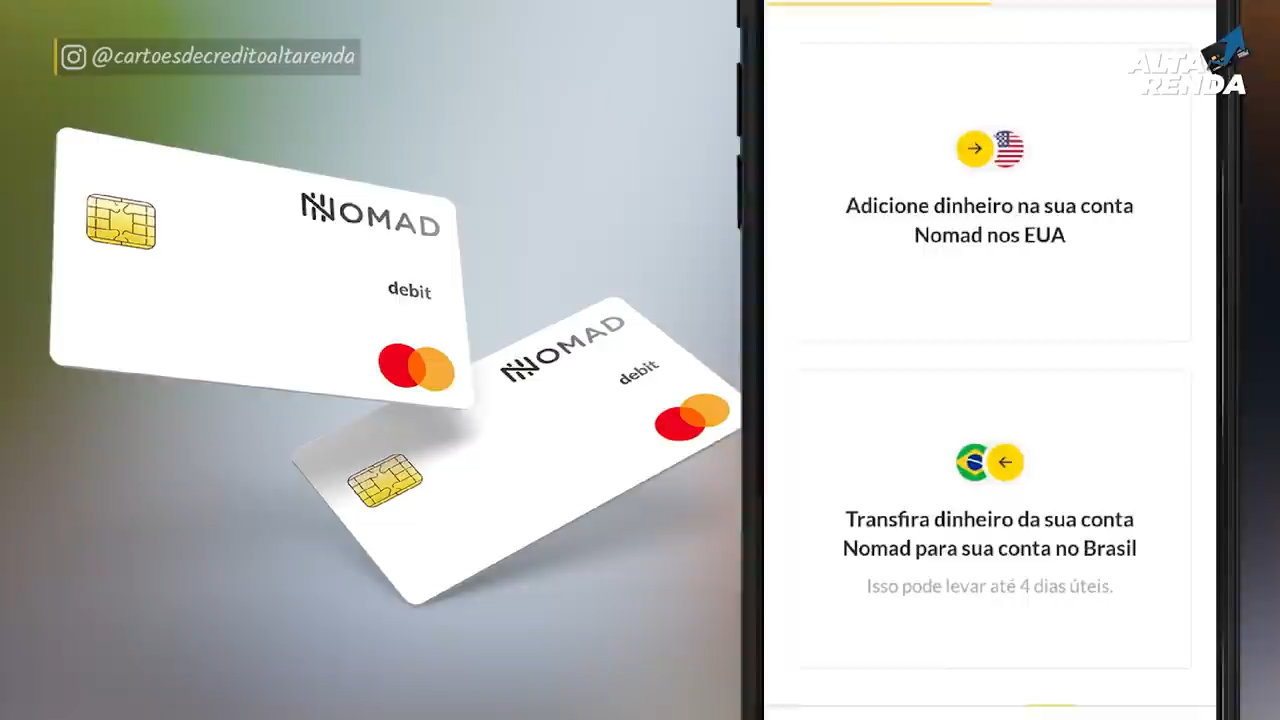 @cartoesdecreditoaltarenda
NOMAD
debit
NOMAD
debit
ALTA
RENDA
Adicione dinheiro na sua conta
Nomad nos EUA
Transfira dinheiro da sua conta
Nomad para sua conta no Brasil
Isso pode levar até 4 dias úteis.